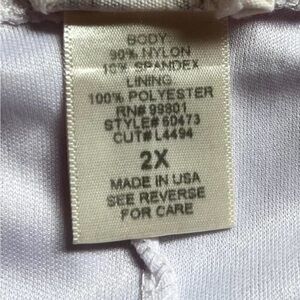 BODY
90% NYLON
10% SPANDEX
LINING
100% POLYESTER
RN# 99801
STYLE# 60473
CUT# L4494
2X
MADE IN USA
SEE REVERSE
FOR CARE